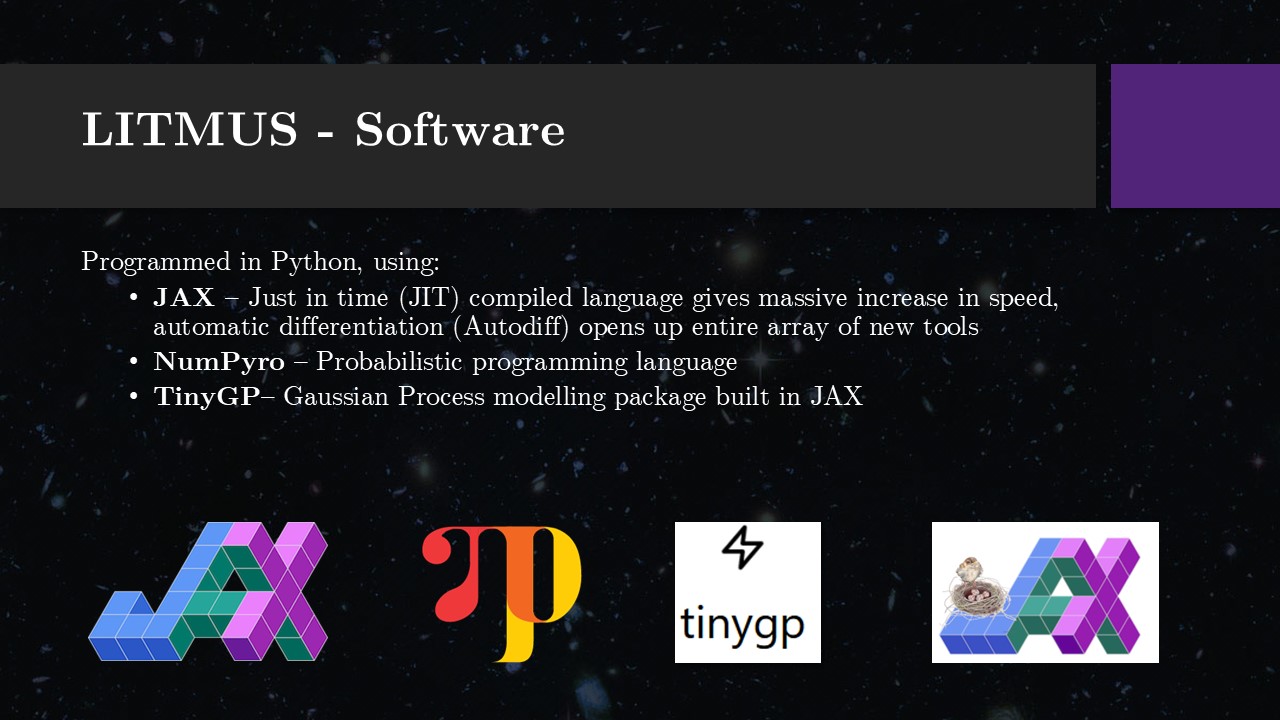 LITMUS - Software
Programmed in Python, using:
• JAX – Just in time (JIT) compiled language gives massive increase in speed,
automatic differentiation (Autodiff) opens up entire array of new tools
• NumPyro – Probabilistic programming language
• TinyGP– Gaussian Process modelling package built in JAX
JAX
tinygp
JAX